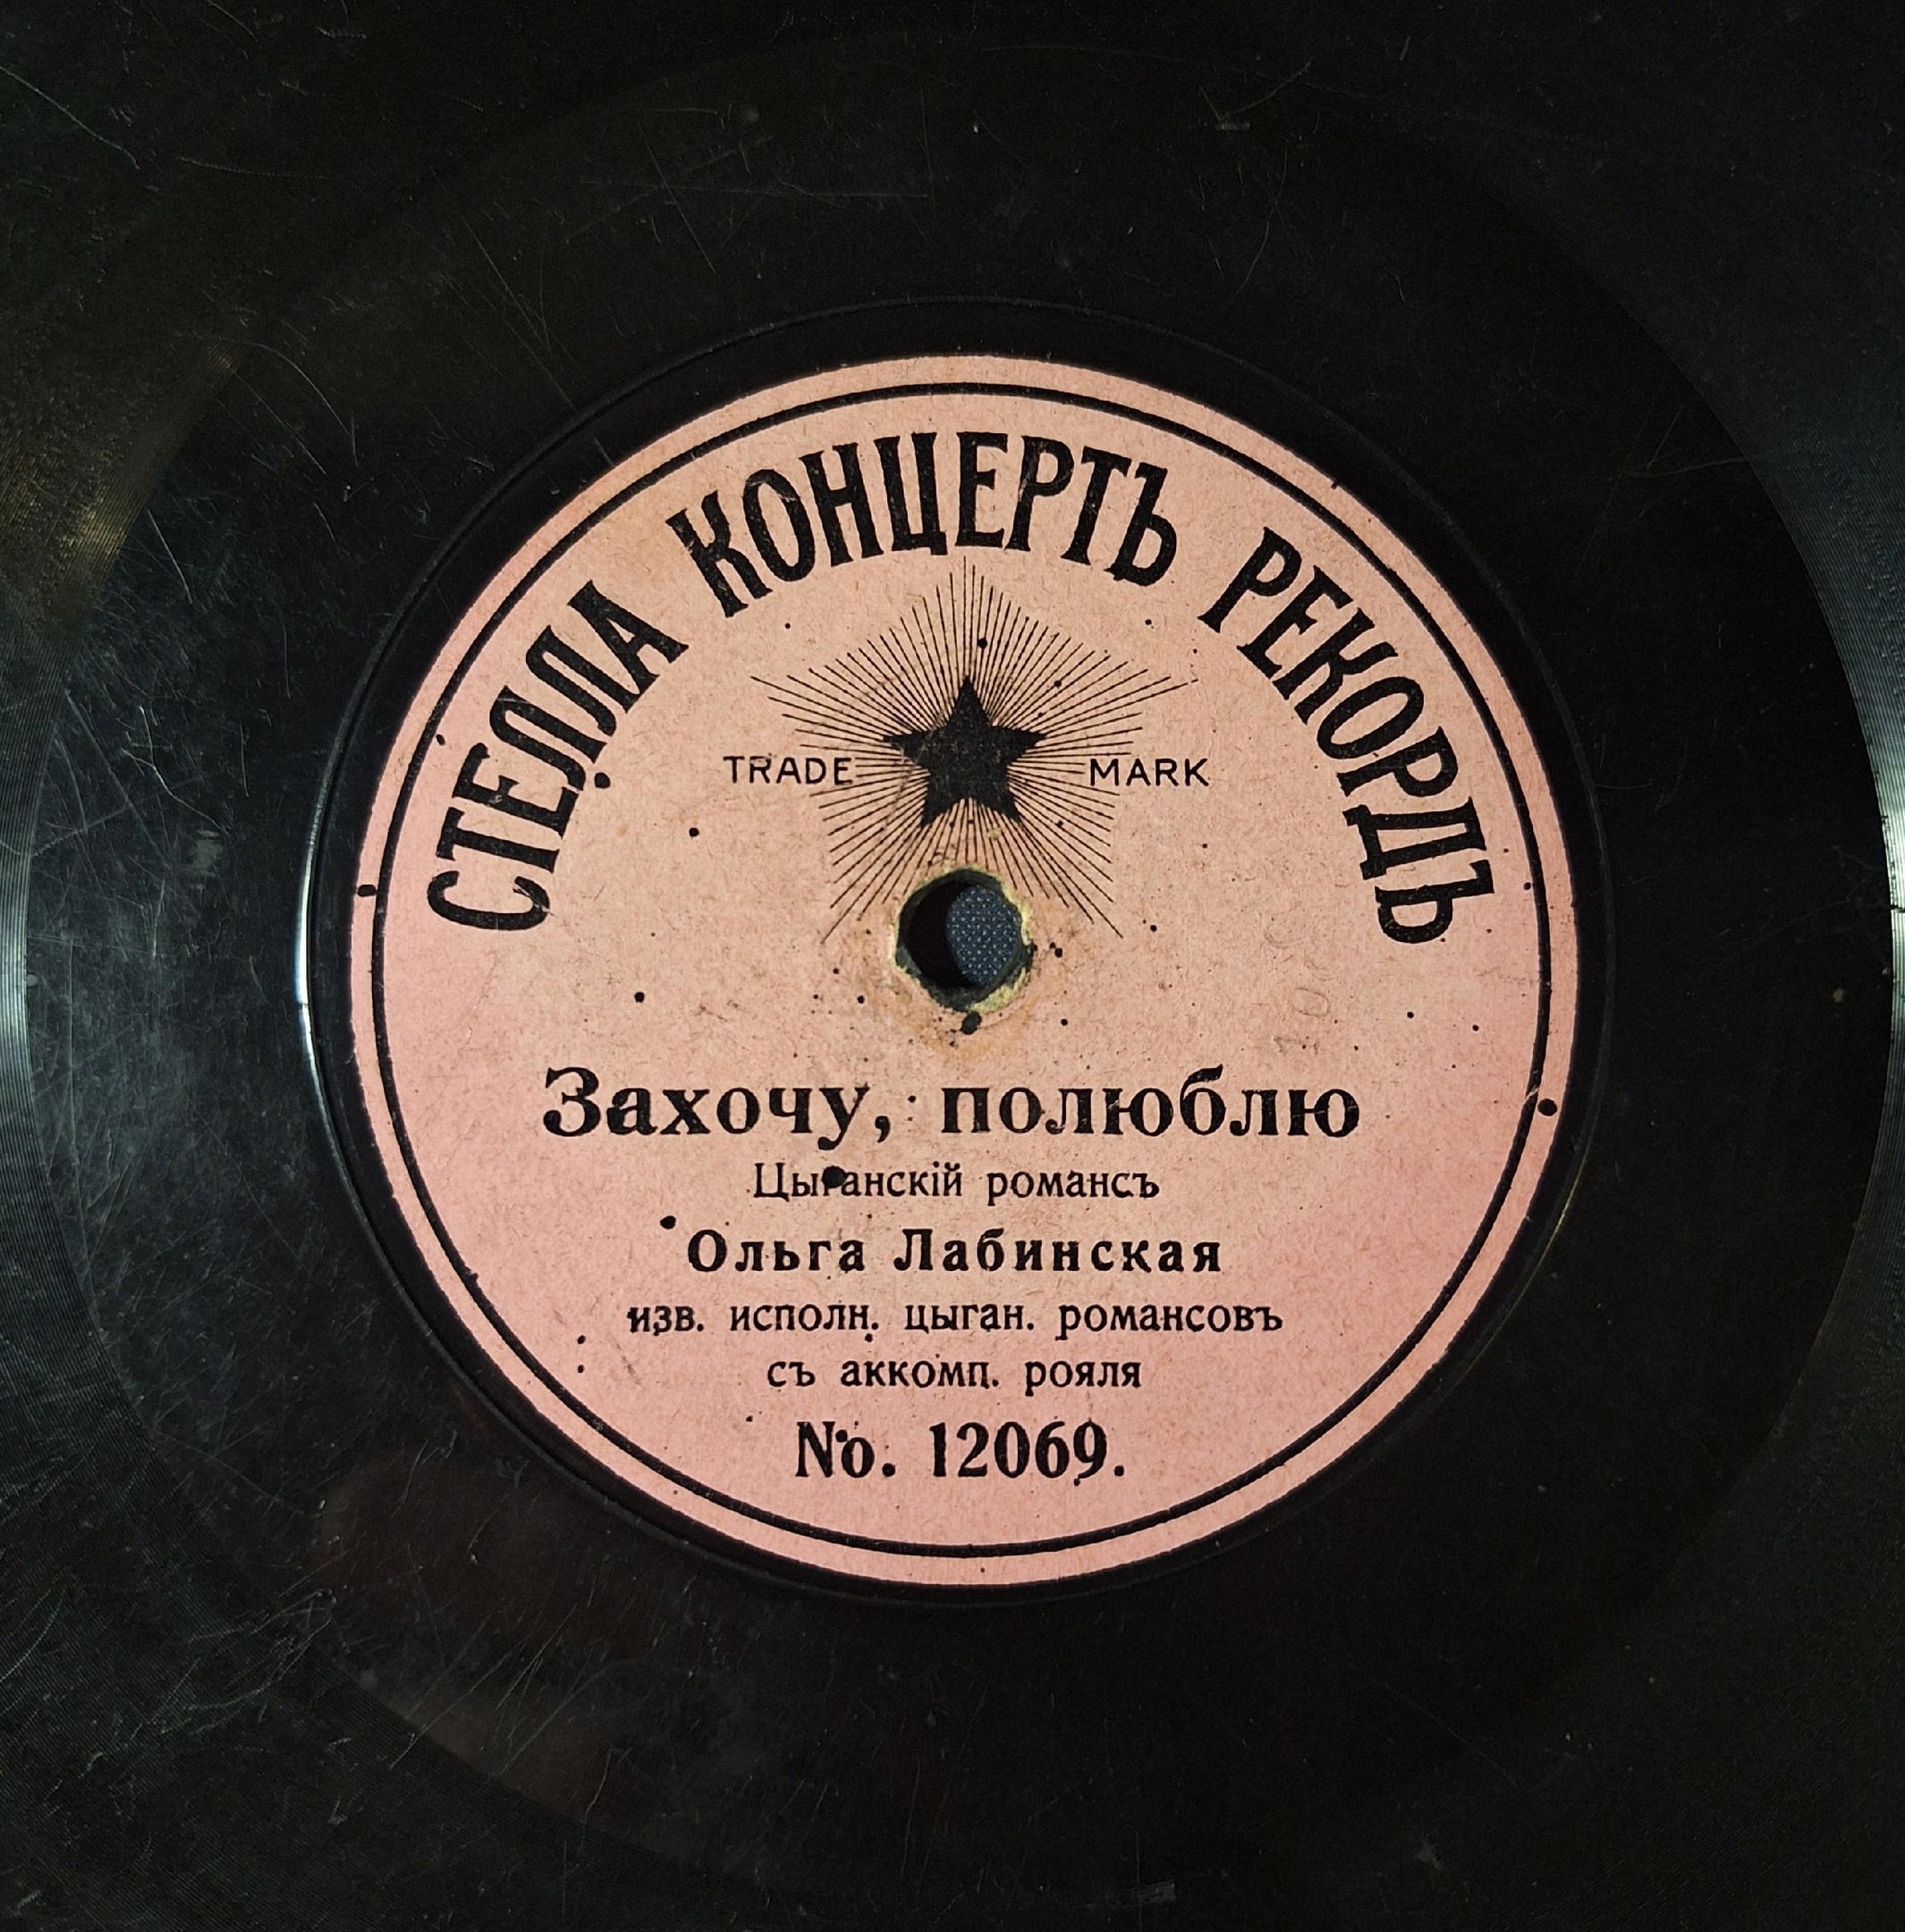 СТЕЛЛА КОНЦЕРТЪ РЕКОРДЪ
TRADE MARK
Захочу, полюблю
Цыганскій романсъ
Ольга Лабинская
изв. исполн. цыган. романсовъ
съ аккомп. рояля
No. 12069.